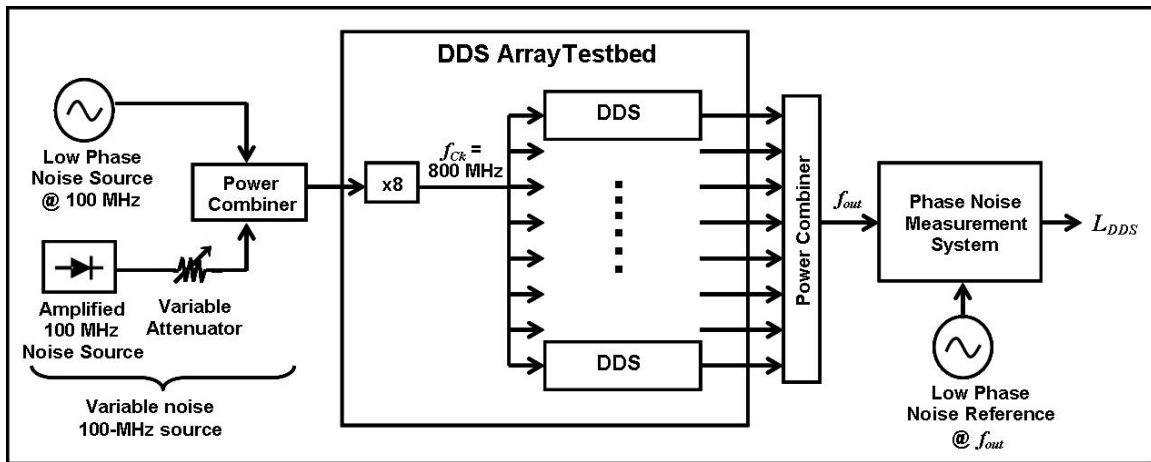 DDS ArrayTestbed
Low Phase
Noise Source
@ 100 MHz
Power
Combiner
Amplified
100 MHz
Noise Source
Variable
Attenuator
Variable noise
100-MHz source
x8
f_Ck =
800 MHz
DDS
DDS
Power Combiner
f_out
Phase Noise
Measurement
System
L_DDS
Low Phase
Noise Reference
@ f_out